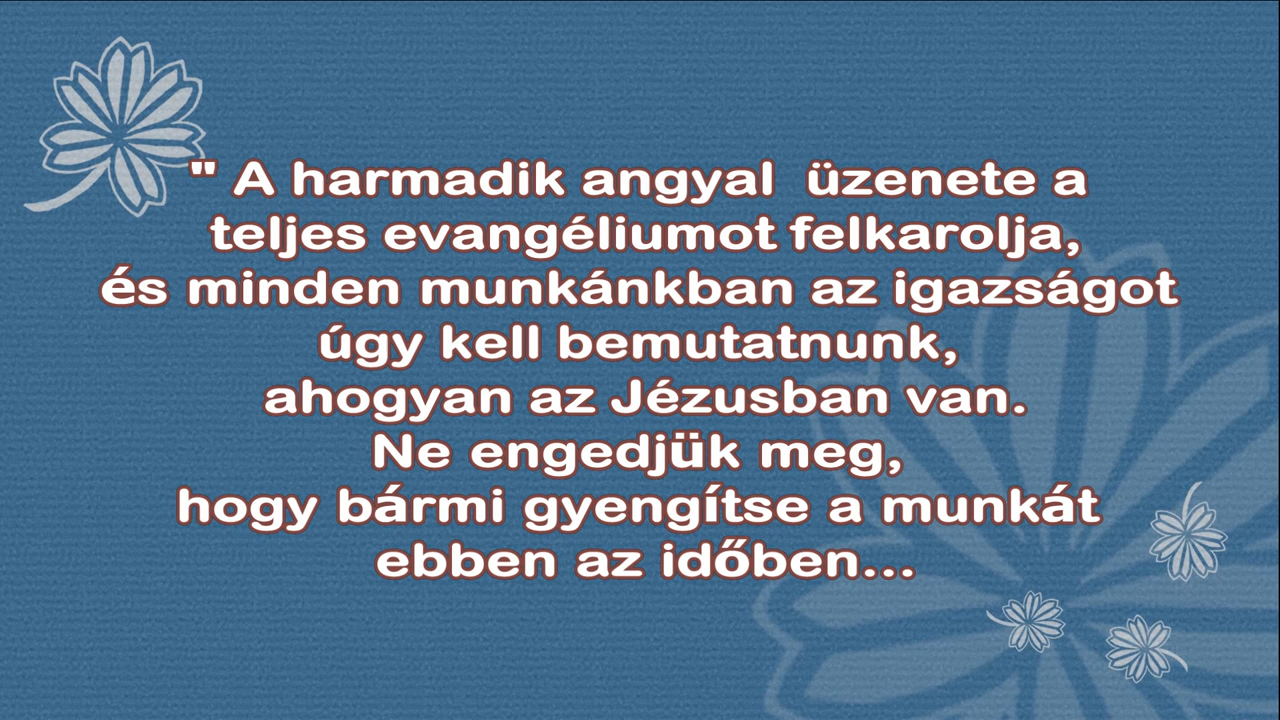 " A harmadik angyal  üzenete a
teljes evangéliumot felkarolja,
és minden munkánkban az igazságot
úgy kell bemutatnunk,
ahogyan az Jézusban van.
Ne engedjük meg,
hogy bármi gyengítse a munkát
ebben az időben...